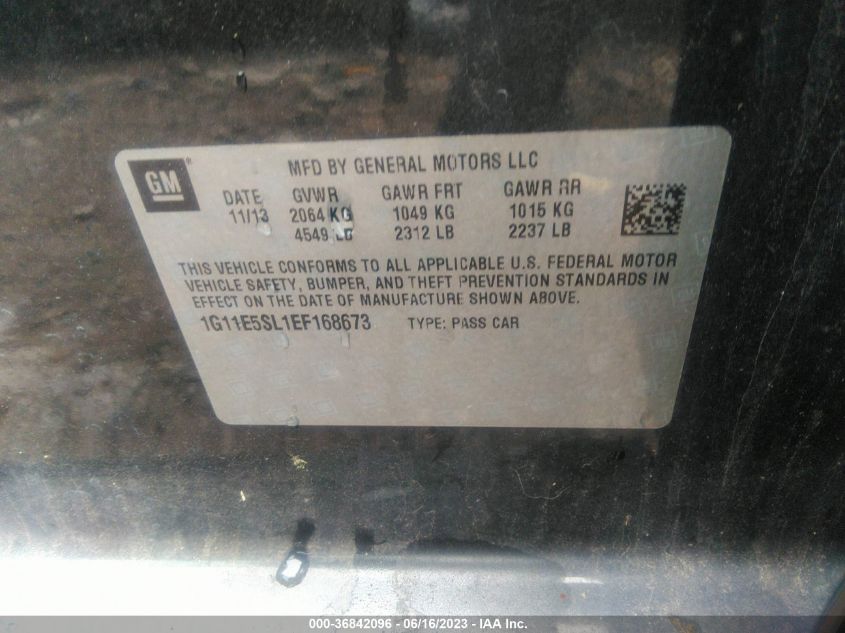 GM®
MFD BY GENERAL MOTORS LLC
DATE GVWR GAWR FRT GAWR RR
11/13 2064 KG 1049 KG 1015 KG
4549 LB 2312 LB 2237 LB
THIS VEHICLE CONFORMS TO ALL APPLICABLE U.S. FEDERAL MOTOR
VEHICLE SAFETY, BUMPER, AND THEFT PREVENTION STANDARDS IN
EFFECT ON THE DATE OF MANUFACTURE SHOWN ABOVE.
1G11E5SL1EF168673 TYPE: PASS CAR
000-36842096 - 06/16/2023 - IAA Inc.